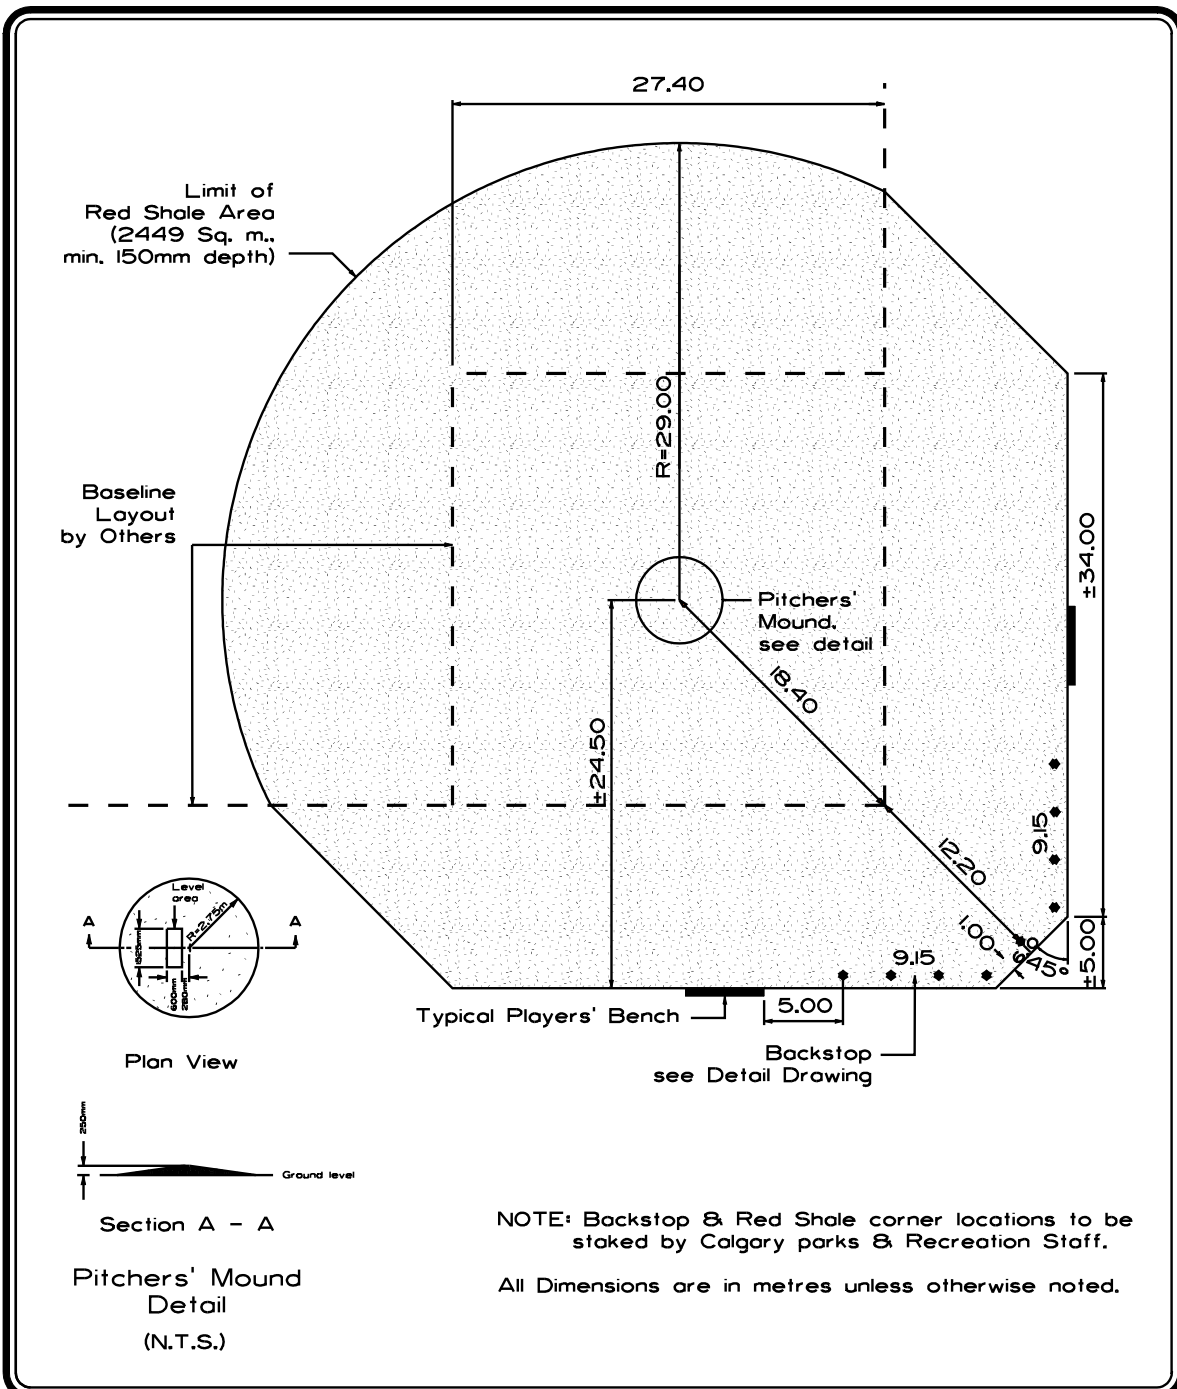 27.40
Limit of
Red Shale Area
(2449 Sq. m.,
min. 150mm depth)
R=29.00
Baseline
Layout
by Others
±34.00
Pitchers'
Mound,
see detail
18.40
±24.50
9.15
12.20
1.00
45°
±5.00
9.15
5.00
Typical Players' Bench
Backstop
see Detail Drawing
Level
area
A
A
R=2.75m
1525mm
600mm
280mm
Plan View
250mm
Ground level
Section A - A
Pitchers' Mound
Detail
(N.T.S.)
NOTE: Backstop & Red Shale corner locations to be
staked by Calgary parks & Recreation Staff.
All Dimensions are in metres unless otherwise noted.